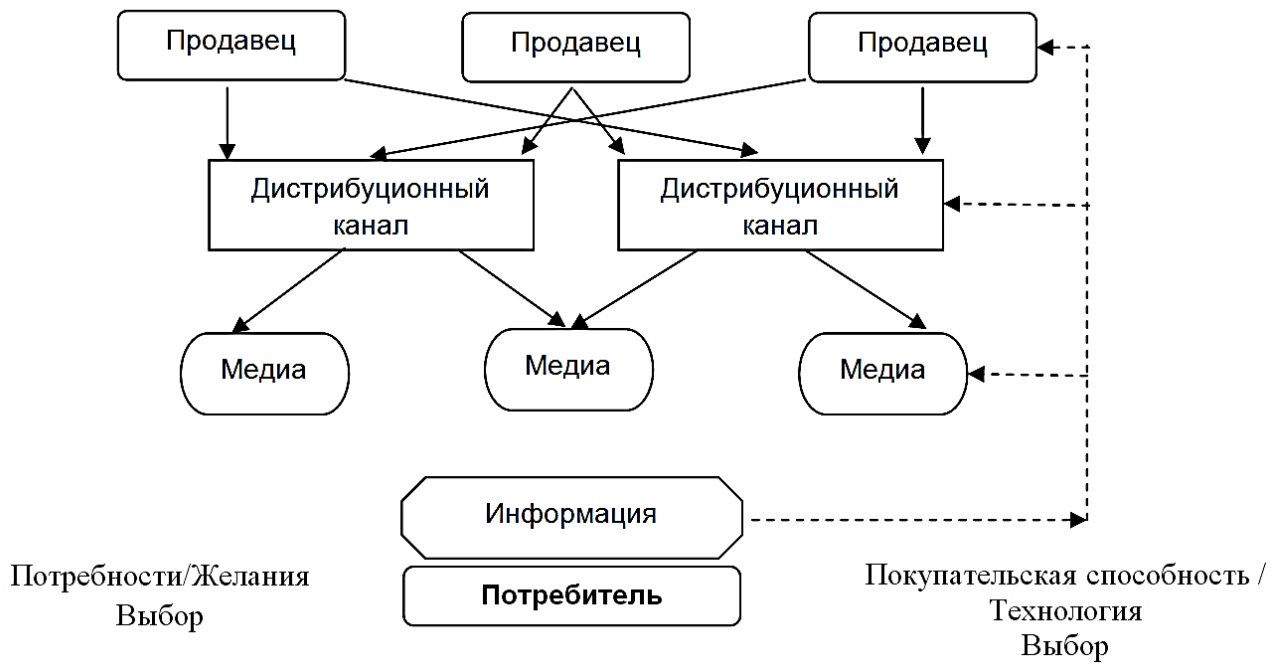 Продавец
Продавец
Продавец
Дистрибуционный
канал
Дистрибуционный
канал
Медиа
Медиа
Медиа
Информация
Потребитель
Потребности/Желания
Выбор
Покупательская способность /
Технология
Выбор